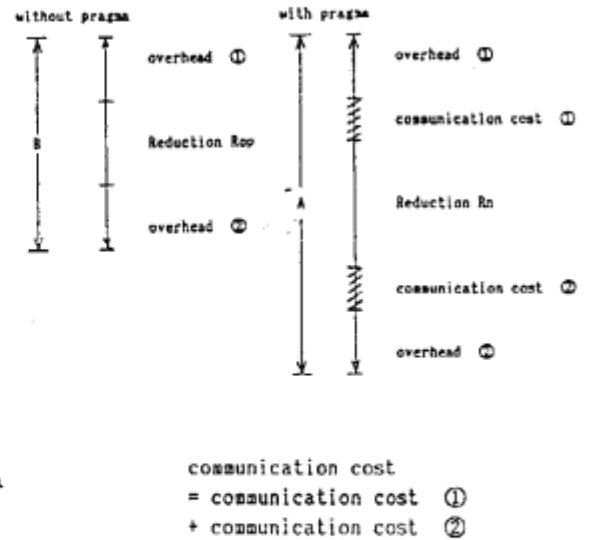 without pragma
overhead ①
B
Reduction Rop
overhead ②
with pragma
overhead ①
communication cost ①
A
Reduction Rn
communication cost ②
overhead ②
communication cost
= communication cost ①
+ communication cost ②